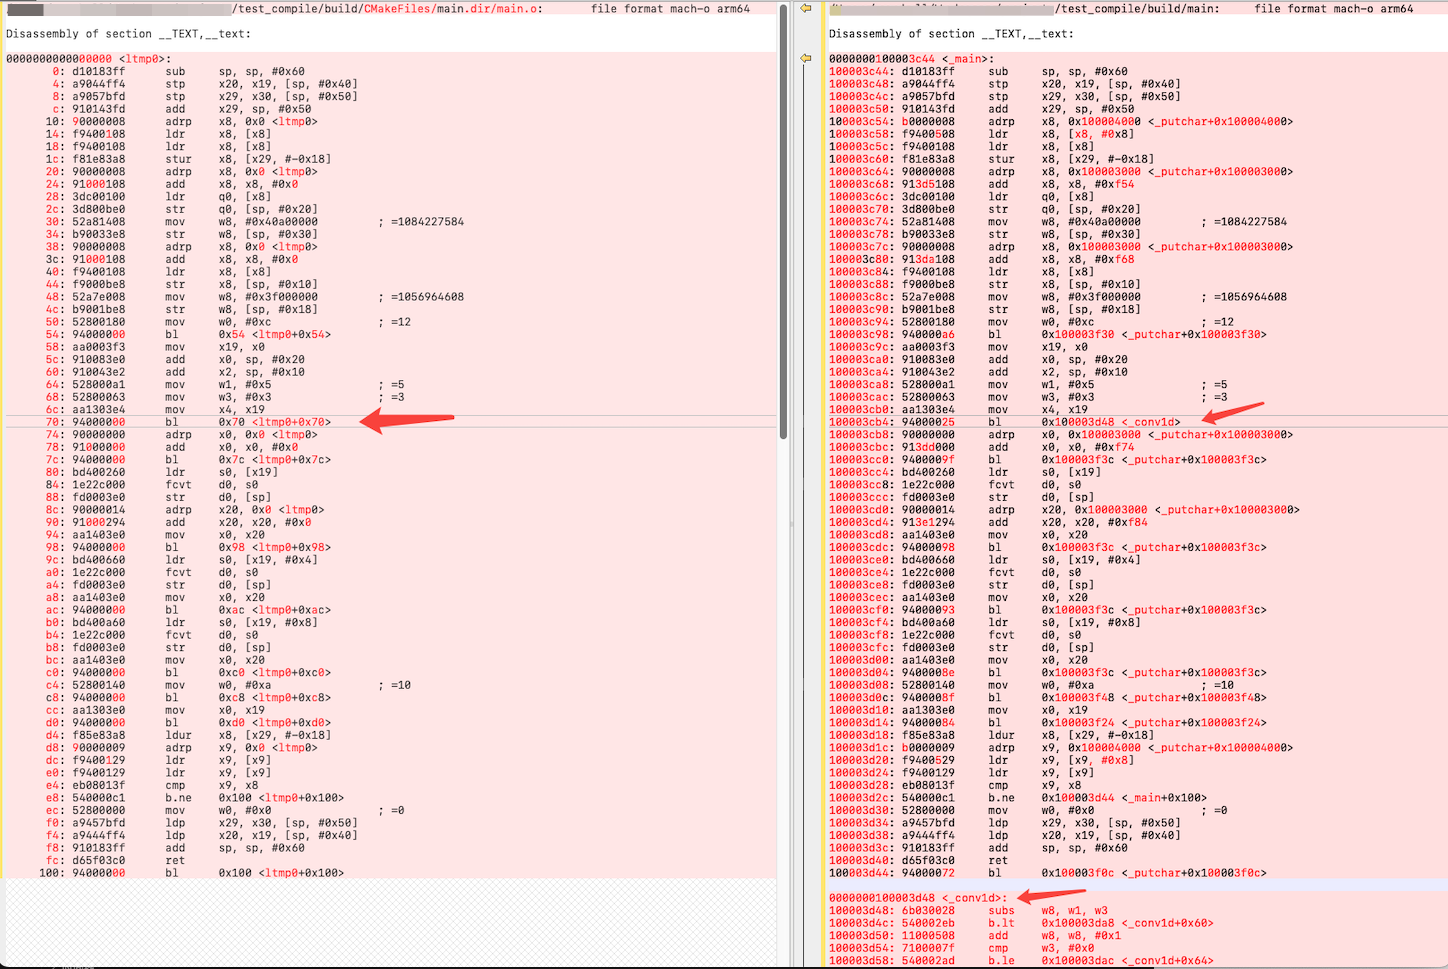 /test_compile/build/CMakeFiles/main.dir/main.o:	file format mach-o arm64
Disassembly of section __TEXT,__text:
0000000000000000 <ltmp0>:
0: d10183ff	sub	sp, sp, #0x60
4: a9044ff4	stp	x20, x19, [sp, #0x40]
8: a9057bfd	stp	x29, x30, [sp, #0x50]
c: 910143fd	add	x29, sp, #0x50
10: 90000008	adrp	x8, 0x0 <ltmp0>
14: f9400108	ldr	x8, [x8]
18: f9400108	ldr	x8, [x8]
1c: f81e83a8	stur	x8, [x29, #-0x18]
20: 90000008	adrp	x8, 0x0 <ltmp0>
24: 91000108	add	x8, x8, #0x0
28: 3dc00100	ldr	q0, [x8]
2c: 3d800be0	str	q0, [sp, #0x20]
30: 52a81408	mov	w8, #0x40a00000	; =1084227584
34: b90033e8	str	w8, [sp, #0x30]
38: 90000008	adrp	x8, 0x0 <ltmp0>
3c: 91000108	add	x8, x8, #0x0
40: f9400108	ldr	x8, [x8]
44: f9000be8	str	x8, [sp, #0x10]
48: 52a7e008	mov	w8, #0x3f000000	; =1056964608
4c: b9001be8	str	w8, [sp, #0x18]
50: 52800180	mov	w0, #0xc	; =12
54: 94000000	bl	0x54 <ltmp0+0x54>
58: aa0003f3	mov	x19, x0
5c: 910083e0	add	x0, sp, #0x20
60: 910043e2	add	x2, sp, #0x10
64: 528000a1	mov	w1, #0x5	; =5
68: 52800063	mov	w3, #0x3	; =3
6c: aa1303e4	mov	x4, x19
70: 94000000	bl	0x70 <ltmp0+0x70>
74: 90000000	adrp	x0, 0x0 <ltmp0>
78: 91000000	add	x0, x0, #0x0
7c: 94000000	bl	0x7c <ltmp0+0x7c>
80: bd400260	ldr	s0, [x19]
84: 1e22c000	fcvt	d0, s0
88: fd0003e0	str	d0, [sp]
8c: 90000014	adrp	x20, 0x0 <ltmp0>
90: 91000294	add	x20, x20, #0x0
94: aa1403e0	mov	x0, x20
98: 94000000	bl	0x98 <ltmp0+0x98>
9c: bd400660	ldr	s0, [x19, #0x4]
a0: 1e22c000	fcvt	d0, s0
a4: fd0003e0	str	d0, [sp]
a8: aa1403e0	mov	x0, x20
ac: 94000000	bl	0xac <ltmp0+0xac>
b0: bd400a60	ldr	s0, [x19, #0x8]
b4: 1e22c000	fcvt	d0, s0
b8: fd0003e0	str	d0, [sp]
bc: aa1403e0	mov	x0, x20
c0: 94000000	bl	0xc0 <ltmp0+0xc0>
c4: 52800140	mov	w0, #0xa	; =10
c8: 94000000	bl	0xc8 <ltmp0+0xc8>
cc: aa1303e0	mov	x0, x19
d0: 94000000	bl	0xd0 <ltmp0+0xd0>
d4: f85e83a8	ldur	x8, [x29, #-0x18]
d8: 90000009	adrp	x9, 0x0 <ltmp0>
dc: f9400129	ldr	x9, [x9]
e0: f9400129	ldr	x9, [x9]
e4: eb08013f	cmp	x9, x8
e8: 540000c1	b.ne	0x100 <ltmp0+0x100>
ec: 52800000	mov	w0, #0x0	; =0
f0: a9457bfd	ldp	x29, x30, [sp, #0x50]
f4: a9444ff4	ldp	x20, x19, [sp, #0x40]
f8: 910183ff	add	sp, sp, #0x60
fc: d65f03c0	ret
100: 94000000	bl	0x100 <ltmp0+0x100>
/test_compile/build/main:	file format mach-o arm64
Disassembly of section __TEXT,__text:
0000000100003c44 <_main>:
100003c44: d10183ff	sub	sp, sp, #0x60
100003c48: a9044ff4	stp	x20, x19, [sp, #0x40]
100003c4c: a9057bfd	stp	x29, x30, [sp, #0x50]
100003c50: 910143fd	add	x29, sp, #0x50
100003c54: b0000008	adrp	x8, 0x100004000 <_putchar+0x100004000>
100003c58: f9400508	ldr	x8, [x8, #0x8]
100003c5c: f9400108	ldr	x8, [x8]
100003c60: f81e83a8	stur	x8, [x29, #-0x18]
100003c64: 90000008	adrp	x8, 0x100003000 <_putchar+0x100003000>
100003c68: 913d5108	add	x8, x8, #0xf54
100003c6c: 3dc00100	ldr	q0, [x8]
100003c70: 3d800be0	str	q0, [sp, #0x20]
100003c74: 52a81408	mov	w8, #0x40a00000	; =1084227584
100003c78: b90033e8	str	w8, [sp, #0x30]
100003c7c: 90000008	adrp	x8, 0x100003000 <_putchar+0x100003000>
100003c80: 913da108	add	x8, x8, #0xf68
100003c84: f9400108	ldr	x8, [x8]
100003c88: f9000be8	str	x8, [sp, #0x10]
100003c8c: 52a7e008	mov	w8, #0x3f000000	; =1056964608
100003c90: b9001be8	str	w8, [sp, #0x18]
100003c94: 52800180	mov	w0, #0xc	; =12
100003c98: 940000a6	bl	0x100003f30 <_putchar+0x100003f30>
100003c9c: aa0003f3	mov	x19, x0
100003ca0: 910083e0	add	x0, sp, #0x20
100003ca4: 910043e2	add	x2, sp, #0x10
100003ca8: 528000a1	mov	w1, #0x5	; =5
100003cac: 52800063	mov	w3, #0x3	; =3
100003cb0: aa1303e4	mov	x4, x19
100003cb4: 94000025	bl	0x100003d48 <_conv1d>
100003cb8: 90000000	adrp	x0, 0x100003000 <_putchar+0x100003000>
100003cbc: 913dd000	add	x0, x0, #0xf74
100003cc0: 9400009f	bl	0x100003f3c <_putchar+0x100003f3c>
100003cc4: bd400260	ldr	s0, [x19]
100003cc8: 1e22c000	fcvt	d0, s0
100003ccc: fd0003e0	str	d0, [sp]
100003cd0: 90000014	adrp	x20, 0x100003000 <_putchar+0x100003000>
100003cd4: 913e1294	add	x20, x20, #0xf84
100003cd8: aa1403e0	mov	x0, x20
100003cdc: 94000098	bl	0x100003f3c <_putchar+0x100003f3c>
100003ce0: bd400660	ldr	s0, [x19, #0x4]
100003ce4: 1e22c000	fcvt	d0, s0
100003ce8: fd0003e0	str	d0, [sp]
100003cec: aa1403e0	mov	x0, x20
100003cf0: 94000093	bl	0x100003f3c <_putchar+0x100003f3c>
100003cf4: bd400a60	ldr	s0, [x19, #0x8]
100003cf8: 1e22c000	fcvt	d0, s0
100003cfc: fd0003e0	str	d0, [sp]
100003d00: aa1403e0	mov	x0, x20
100003d04: 9400008e	bl	0x100003f3c <_putchar+0x100003f3c>
100003d08: 52800140	mov	w0, #0xa	; =10
100003d0c: 9400008f	bl	0x100003f48 <_putchar+0x100003f48>
100003d10: aa1303e0	mov	x0, x19
100003d14: 94000084	bl	0x100003f24 <_putchar+0x100003f24>
100003d18: f85e83a8	ldur	x8, [x29, #-0x18]
100003d1c: b0000009	adrp	x9, 0x100004000 <_putchar+0x100004000>
100003d20: f9400529	ldr	x9, [x9, #0x8]
100003d24: f9400129	ldr	x9, [x9]
100003d28: eb08013f	cmp	x9, x8
100003d2c: 540000c1	b.ne	0x100003d44 <_main+0x100>
100003d30: 52800000	mov	w0, #0x0	; =0
100003d34: a9457bfd	ldp	x29, x30, [sp, #0x50]
100003d38: a9444ff4	ldp	x20, x19, [sp, #0x40]
100003d3c: 910183ff	add	sp, sp, #0x60
100003d40: d65f03c0	ret
100003d44: 94000072	bl	0x100003f0c <_putchar+0x100003f0c>
0000000100003d48 <_conv1d>:
100003d48: 6b030028	subs	w8, w1, w3
100003d4c: 540002eb	b.lt	0x100003da8 <_conv1d+0x60>
100003d50: 11000508	add	w8, w8, #0x1
100003d54: 7100007f	cmp	w3, #0x0
100003d58: 540002ad	b.le	0x100003dac <_conv1d+0x64>